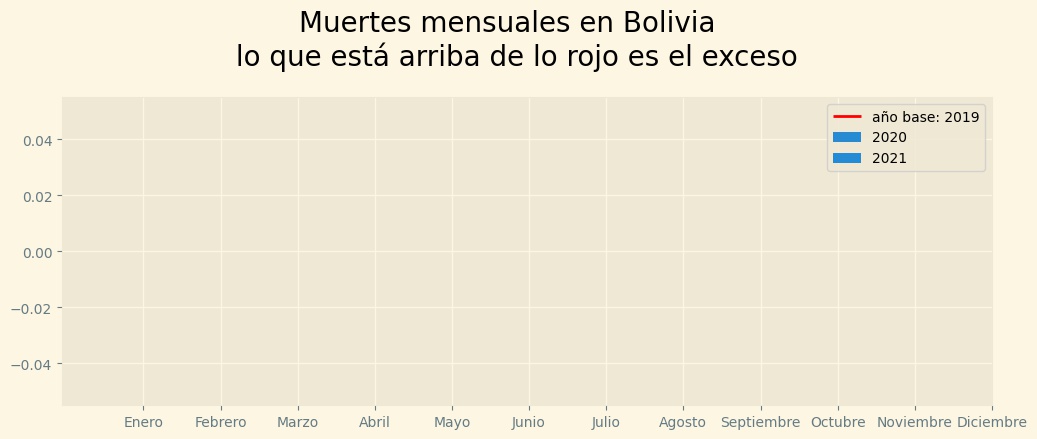 Muertes mensuales en Bolivia
lo que está arriba de lo rojo es el exceso
año base: 2019
2020
2021
0.04
0.02
0.00
−0.02
−0.04
Enero Febrero Marzo Abril Mayo Junio Julio Agosto Septiembre Octubre Noviembre Diciembre